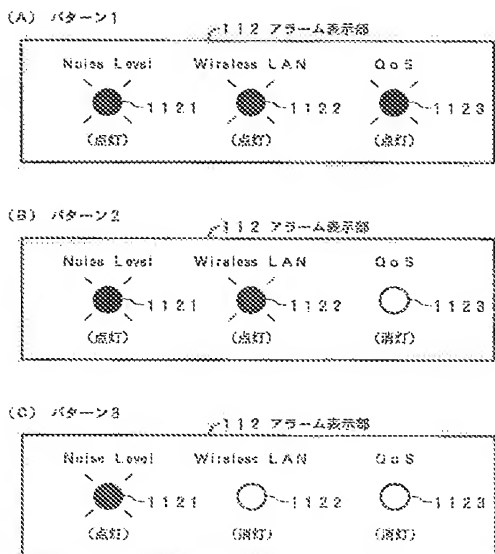 (A) パターン1
112 アラーム表示部
Noise Level Wireless LAN QoS
1121 1122 1123
(点灯) (点灯) (点灯)
(B) パターン2
112 アラーム表示部
Noise Level Wireless LAN QoS
1121 1122 1123
(点灯) (点灯) (消灯)
(C) パターン3
112 アラーム表示部
Noise Level Wireless LAN QoS
1121 1122 1123
(点灯) (消灯) (消灯)